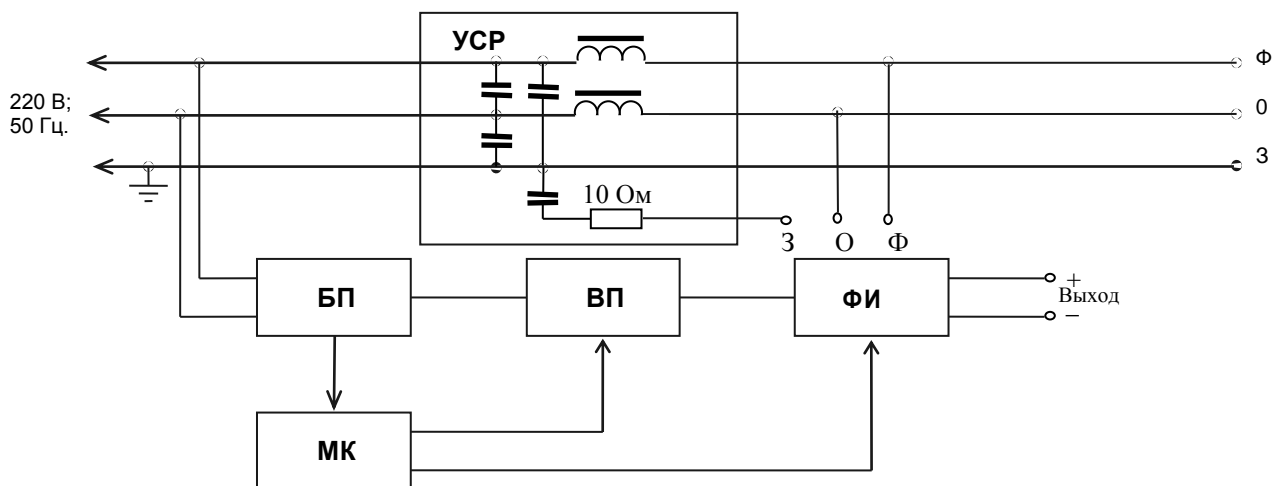 УСР
Ф
220 В;
50 Гц.
0
З
10 Ом
З О Ф
БП
ВП
ФИ
+
Выход
−
МК